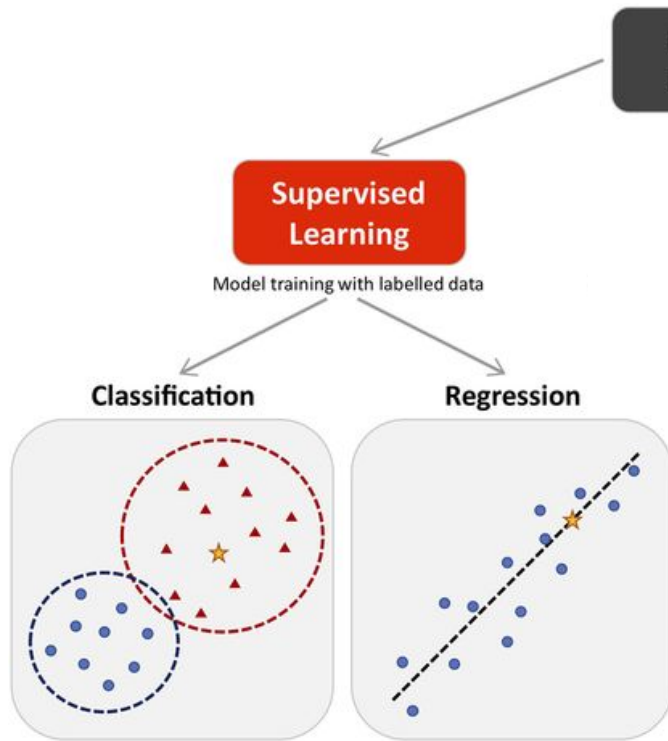 Supervised
Learning
Model training with labelled data
Classification
Regression